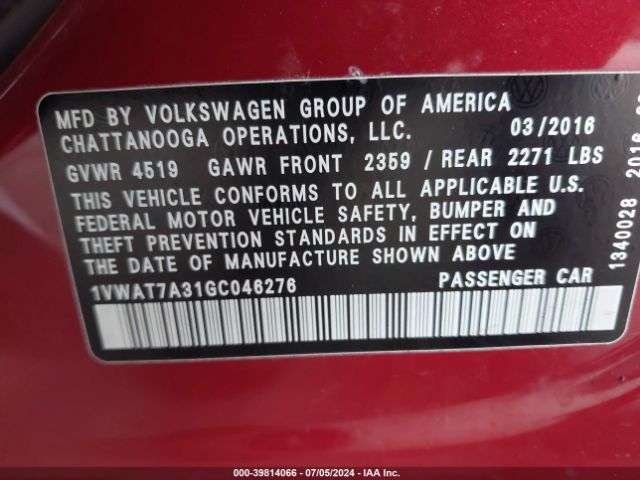 MFD BY VOLKSWAGEN GROUP OF AMERICA
CHATTANOOGA OPERATIONS, LLC. 03/2016
GVWR 4519 GAWR FRONT 2359 / REAR 2271 LBS
THIS VEHICLE CONFORMS TO ALL APPLICABLE U.S.
FEDERAL MOTOR VEHICLE SAFETY, BUMPER AND
THEFT PREVENTION STANDARDS IN EFFECT ON
THE DATE OF MANUFACTURE SHOWN ABOVE
1VWAT7A31GC046276 PASSENGER CAR
1340028 2016
000-39814066 - 07/05/2024 - IAA Inc. Copyright